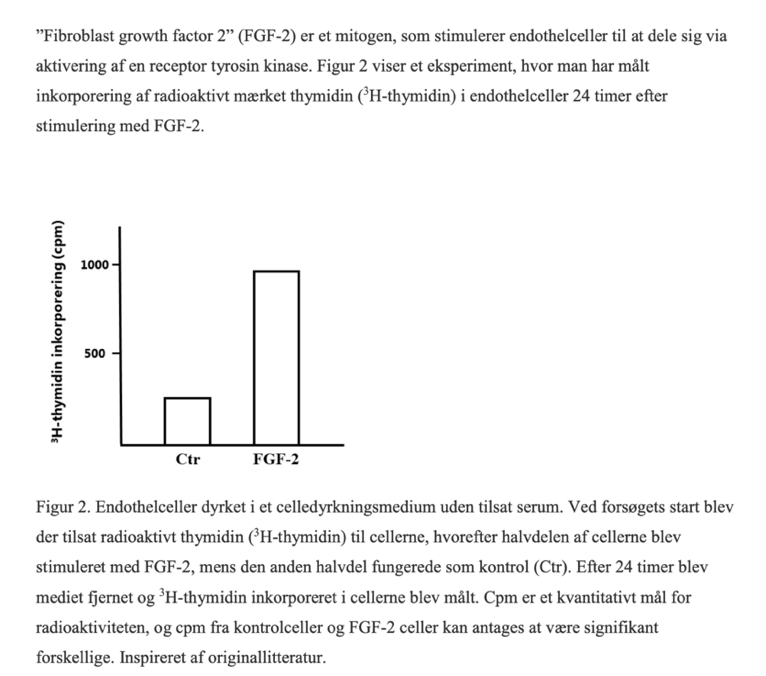 ”Fibroblast growth factor 2” (FGF-2) er et mitogen, som stimulerer endothelceller til at dele sig via
aktivering af en receptor tyrosin kinase. Figur 2 viser et eksperiment, hvor man har målt
inkorporering af radioaktivt mærket thymidin (³H-thymidin) i endothelceller 24 timer efter
stimulering med FGF-2.
³H-thymidin inkorporering (cpm)
1000
500
Ctr FGF-2
Figur 2. Endothelceller dyrket i et celledyrkningsmedium uden tilsat serum. Ved forsøgets start blev
der tilsat radioaktivt thymidin (³H-thymidin) til cellerne, hvorefter halvdelen af cellerne blev
stimuleret med FGF-2, mens den anden halvdel fungerede som kontrol (Ctr). Efter 24 timer blev
mediet fjernet og ³H-thymidin inkorporeret i cellerne blev målt. Cpm er et kvantitativt mål for
radioaktiviteten, og cpm fra kontrolceller og FGF-2 celler kan antages at være signifikant
forskellige. Inspireret af originallitteratur.